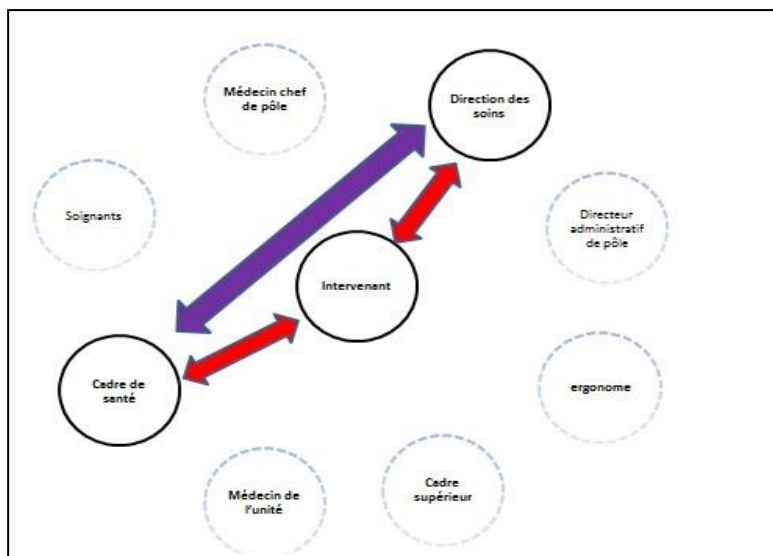 Médecin chef
de pôle
Direction des
soins
Soignants
Directeur
administratif
de pôle
Intervenant
Cadre de
santé
ergonome
Médecin de
l'unité
Cadre
supérieur